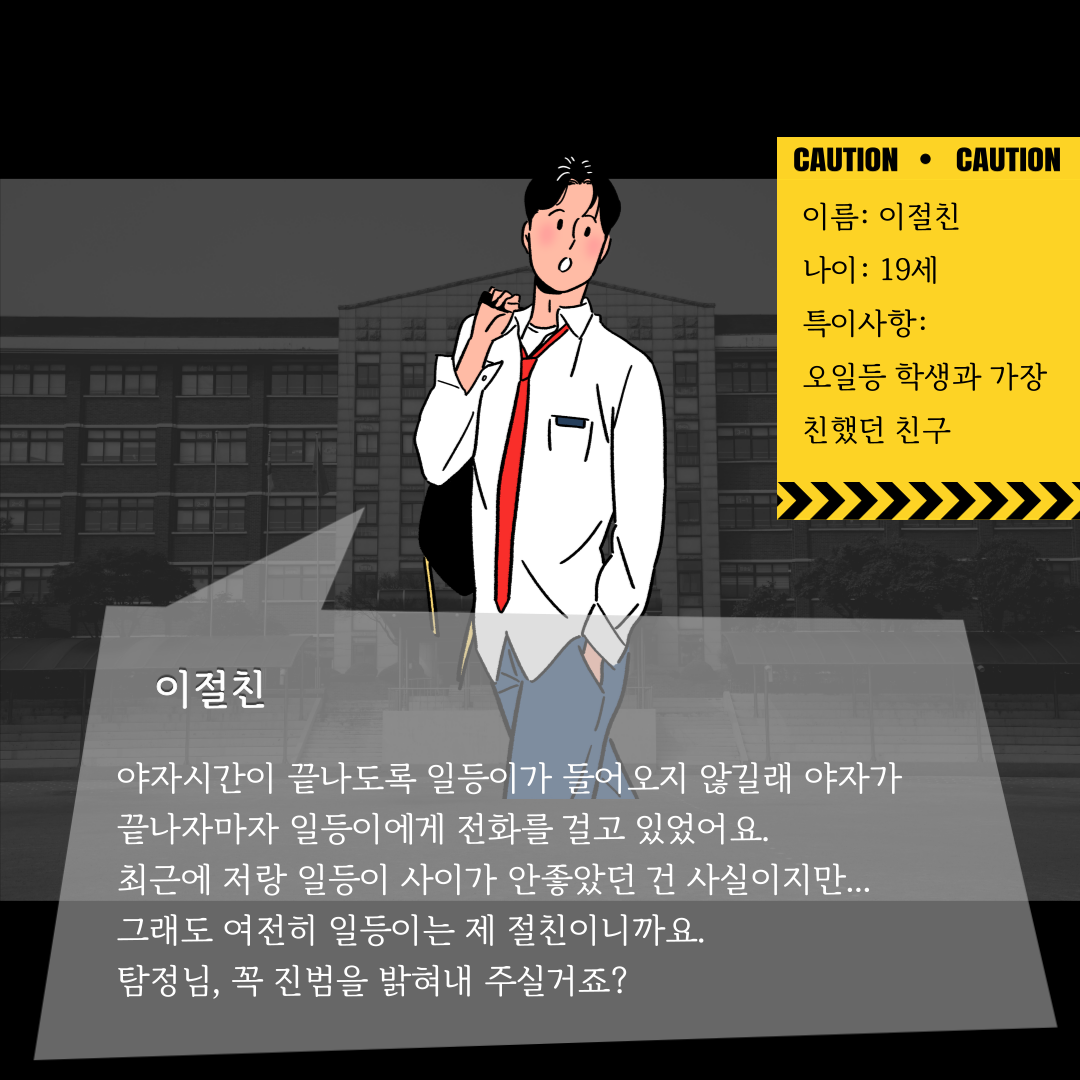 CAUTION • CAUTION
이름: 이절친
나이: 19세
특이사항:
오일등 학생과 가장
친했던 친구
이절친
야자시간이 끝나도록 일등이가 들어오지 않길래 야자가
끝나자마자 일등이에게 전화를 걸고 있었어요.
최근에 저랑 일등이 사이가 안좋았던 건 사실이지만...
그래도 여전히 일등이는 제 절친이니까요.
탐정님, 꼭 진범을 밝혀내 주실거죠?